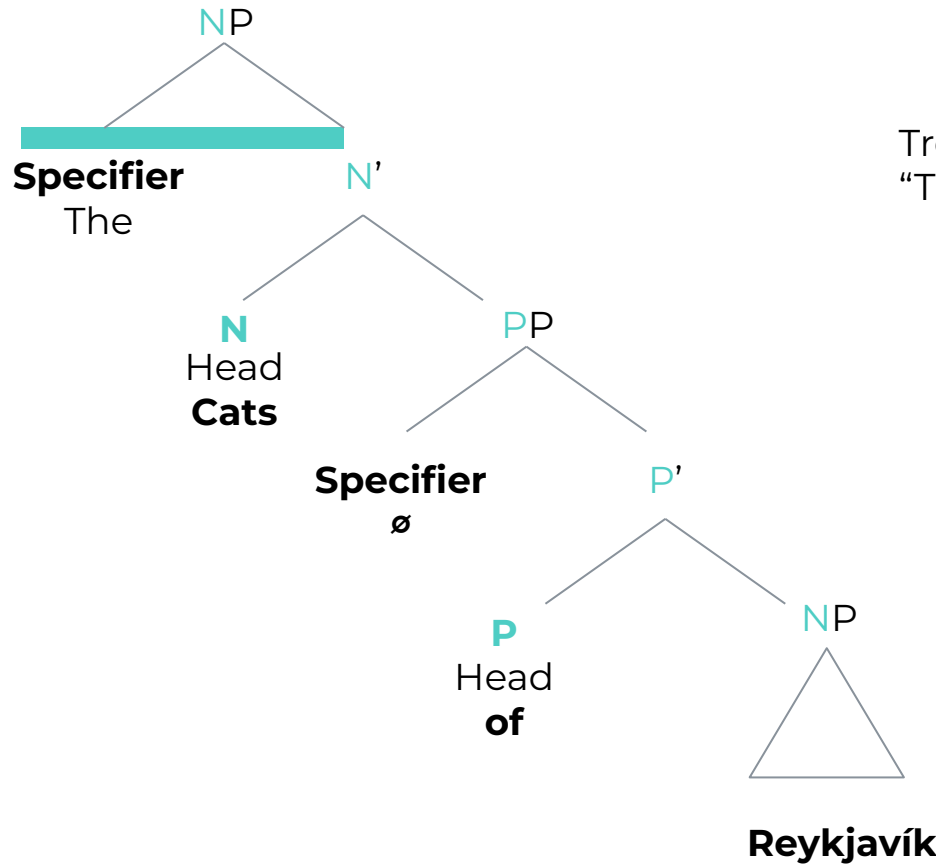 NP
Specifier
The
N’
N
Head
Cats
PP
Specifier
ø
P’
P
Head
of
NP
Reykjavík